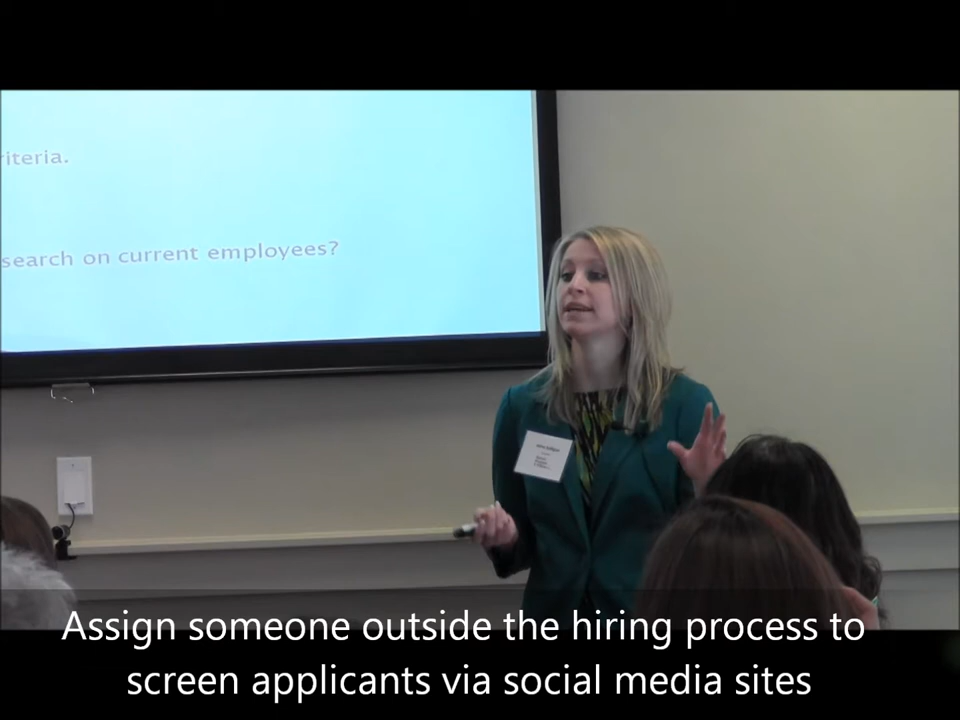 riteria.
search on current employees?
Assign someone outside the hiring process to
screen applicants via social media sites